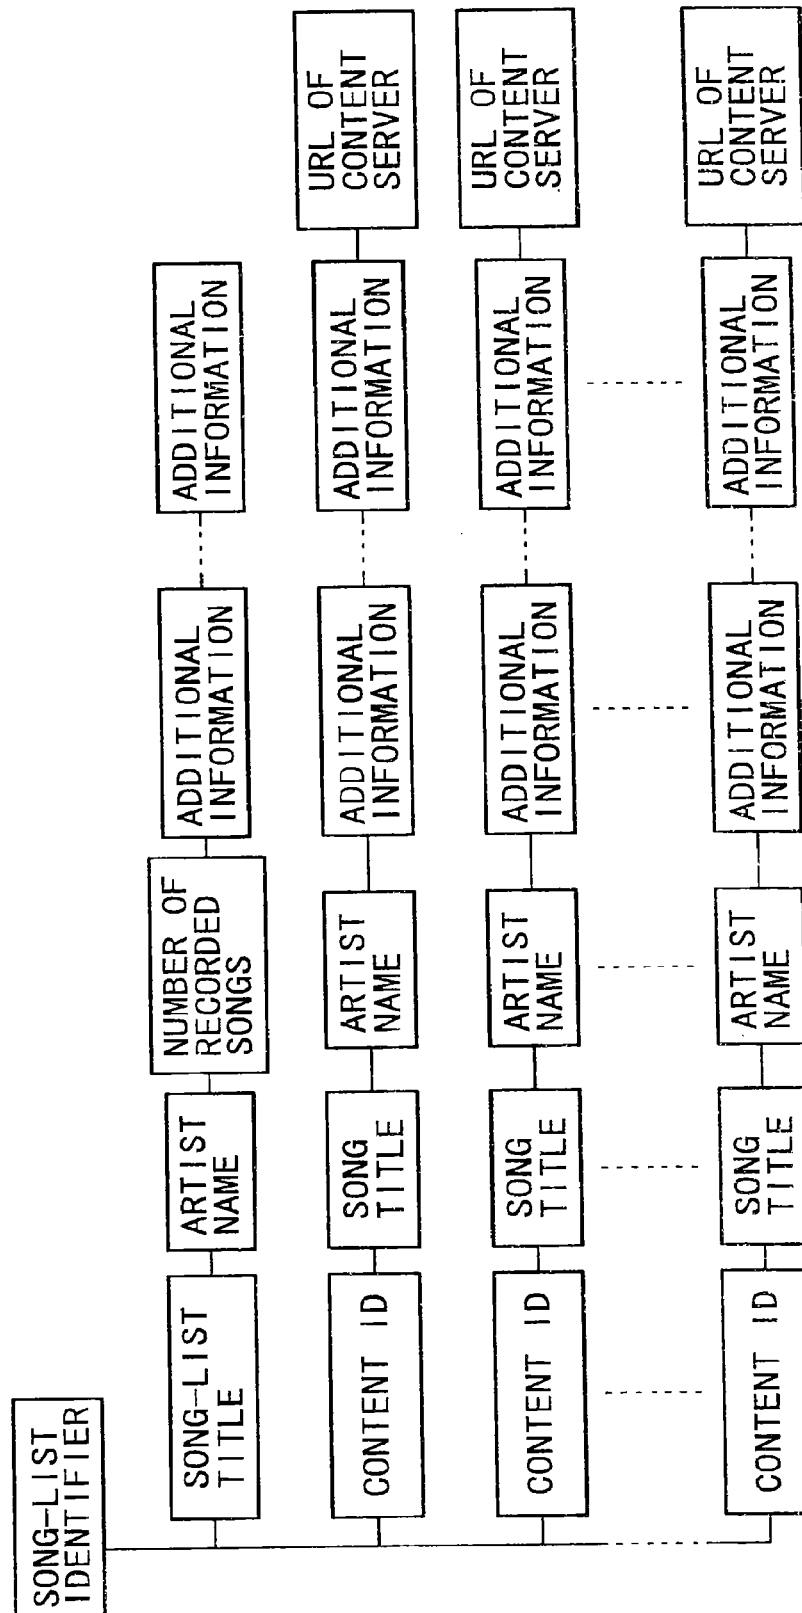 SONG-LIST
IDENTIFIER
SONG-LIST
TITLE
ARTIST
NAME
NUMBER OF
RECORDED
SONGS
ADDITIONAL
INFORMATION
ADDITIONAL
INFORMATION
CONTENT ID
SONG
TITLE
ARTIST
NAME
ADDITIONAL
INFORMATION
ADDITIONAL
INFORMATION
URL OF
CONTENT
SERVER
CONTENT ID
SONG
TITLE
ARTIST
NAME
ADDITIONAL
INFORMATION
ADDITIONAL
INFORMATION
URL OF
CONTENT
SERVER
CONTENT ID
SONG
TITLE
ARTIST
NAME
ADDITIONAL
INFORMATION
ADDITIONAL
INFORMATION
URL OF
CONTENT
SERVER